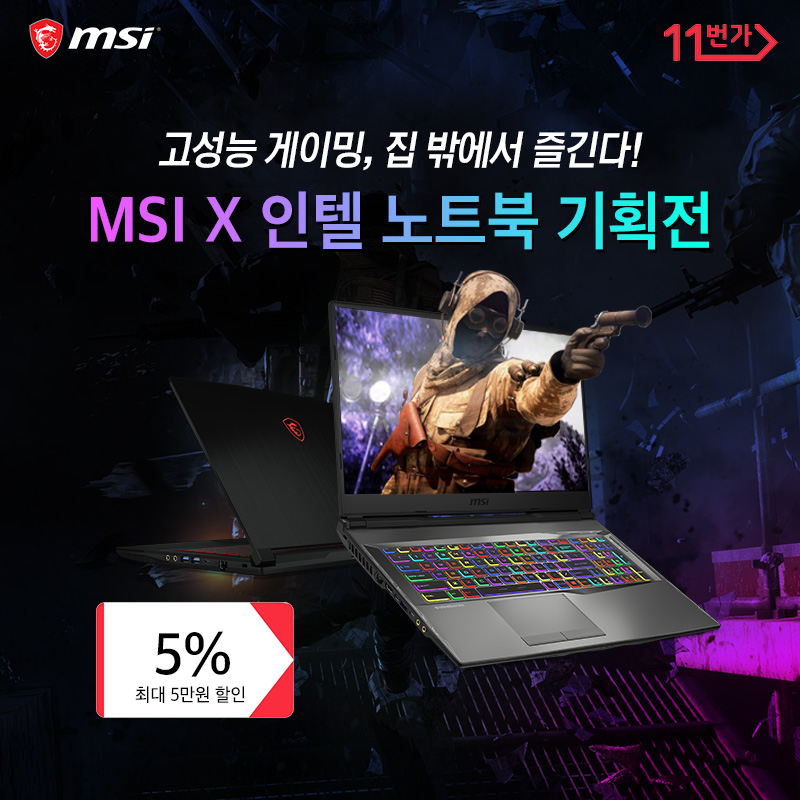 msi
11번가
고성능 게이밍, 집 밖에서 즐긴다!
MSI X 인텔 노트북 기획전
msi
5%
최대 5만원 할인